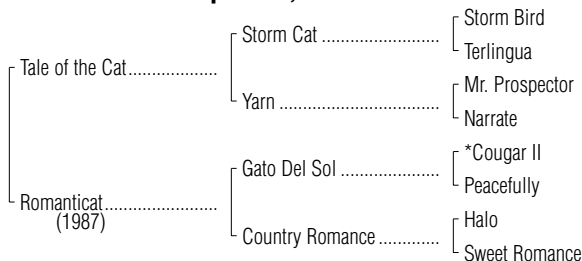 Storm Bird
Storm Cat ........................
Terlingua
Tale of the Cat...................
Mr. Prospector
Yarn ...................................
Narrate
*Cougar II
Gato Del Sol .....................
Peacefully
Romanticat........................
(1987)
Halo
Country Romance .............
Sweet Romance